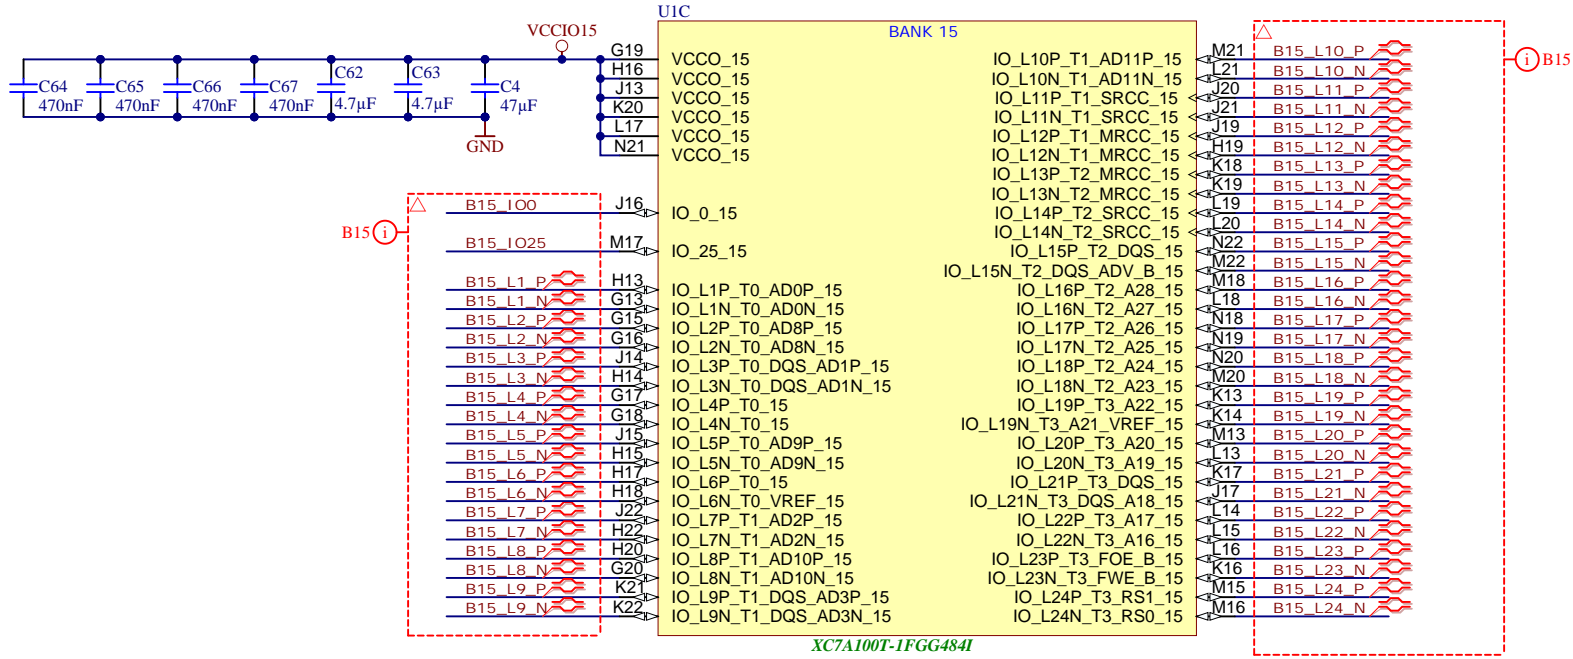 U1C
BANK 15
VCCIO15
C64
470nF
C65
470nF
C66
470nF
C67
470nF
C62
4.7µF
C63
4.7µF
C4
47µF
GND
G19 VCCO_15
H16 VCCO_15
J13 VCCO_15
K20 VCCO_15
L17 VCCO_15
N21 VCCO_15
B15 i
B15_IO0 J16 IO_0_15
B15_IO25 M17 IO_25_15
B15_L1_P H13 IO_L1P_T0_AD0P_15
B15_L1_N G13 IO_L1N_T0_AD0N_15
B15_L2_P G15 IO_L2P_T0_AD8P_15
B15_L2_N G16 IO_L2N_T0_AD8N_15
B15_L3_P J14 IO_L3P_T0_DQS_AD1P_15
B15_L3_N H14 IO_L3N_T0_DQS_AD1N_15
B15_L4_P G17 IO_L4P_T0_15
B15_L4_N G18 IO_L4N_T0_15
B15_L5_P J15 IO_L5P_T0_AD9P_15
B15_L5_N H15 IO_L5N_T0_AD9N_15
B15_L6_P H17 IO_L6P_T0_15
B15_L6_N H18 IO_L6N_T0_VREF_15
B15_L7_P J22 IO_L7P_T1_AD2P_15
B15_L7_N H22 IO_L7N_T1_AD2N_15
B15_L8_P H20 IO_L8P_T1_AD10P_15
B15_L8_N G20 IO_L8N_T1_AD10N_15
B15_L9_P K21 IO_L9P_T1_DQS_AD3P_15
B15_L9_N K22 IO_L9N_T1_DQS_AD3N_15
IO_L10P_T1_AD11P_15 M21 B15_L10_P
IO_L10N_T1_AD11N_15 L21 B15_L10_N
IO_L11P_T1_SRCC_15 J20 B15_L11_P
IO_L11N_T1_SRCC_15 J21 B15_L11_N
IO_L12P_T1_MRCC_15 J19 B15_L12_P
IO_L12N_T1_MRCC_15 H19 B15_L12_N
IO_L13P_T2_MRCC_15 K18 B15_L13_P
IO_L13N_T2_MRCC_15 K19 B15_L13_N
IO_L14P_T2_SRCC_15 L19 B15_L14_P
IO_L14N_T2_SRCC_15 L20 B15_L14_N
IO_L15P_T2_DQS_15 N22 B15_L15_P
IO_L15N_T2_DQS_ADV_B_15 M22 B15_L15_N
IO_L16P_T2_A28_15 M18 B15_L16_P
IO_L16N_T2_A27_15 L18 B15_L16_N
IO_L17P_T2_A26_15 N18 B15_L17_P
IO_L17N_T2_A25_15 N19 B15_L17_N
IO_L18P_T2_A24_15 N20 B15_L18_P
IO_L18N_T2_A23_15 M20 B15_L18_N
IO_L19P_T3_A22_15 K13 B15_L19_P
IO_L19N_T3_A21_VREF_15 K14 B15_L19_N
IO_L20P_T3_A20_15 M13 B15_L20_P
IO_L20N_T3_A19_15 L13 B15_L20_N
IO_L21P_T3_DQS_15 K17 B15_L21_P
IO_L21N_T3_DQS_A18_15 J17 B15_L21_N
IO_L22P_T3_A17_15 L14 B15_L22_P
IO_L22N_T3_A16_15 L15 B15_L22_N
IO_L23P_T3_FOE_B_15 L16 B15_L23_P
IO_L23N_T3_FWE_B_15 K16 B15_L23_N
IO_L24P_T3_RS1_15 M15 B15_L24_P
IO_L24N_T3_RS0_15 M16 B15_L24_N
i B15
XC7A100T-1FGG484I